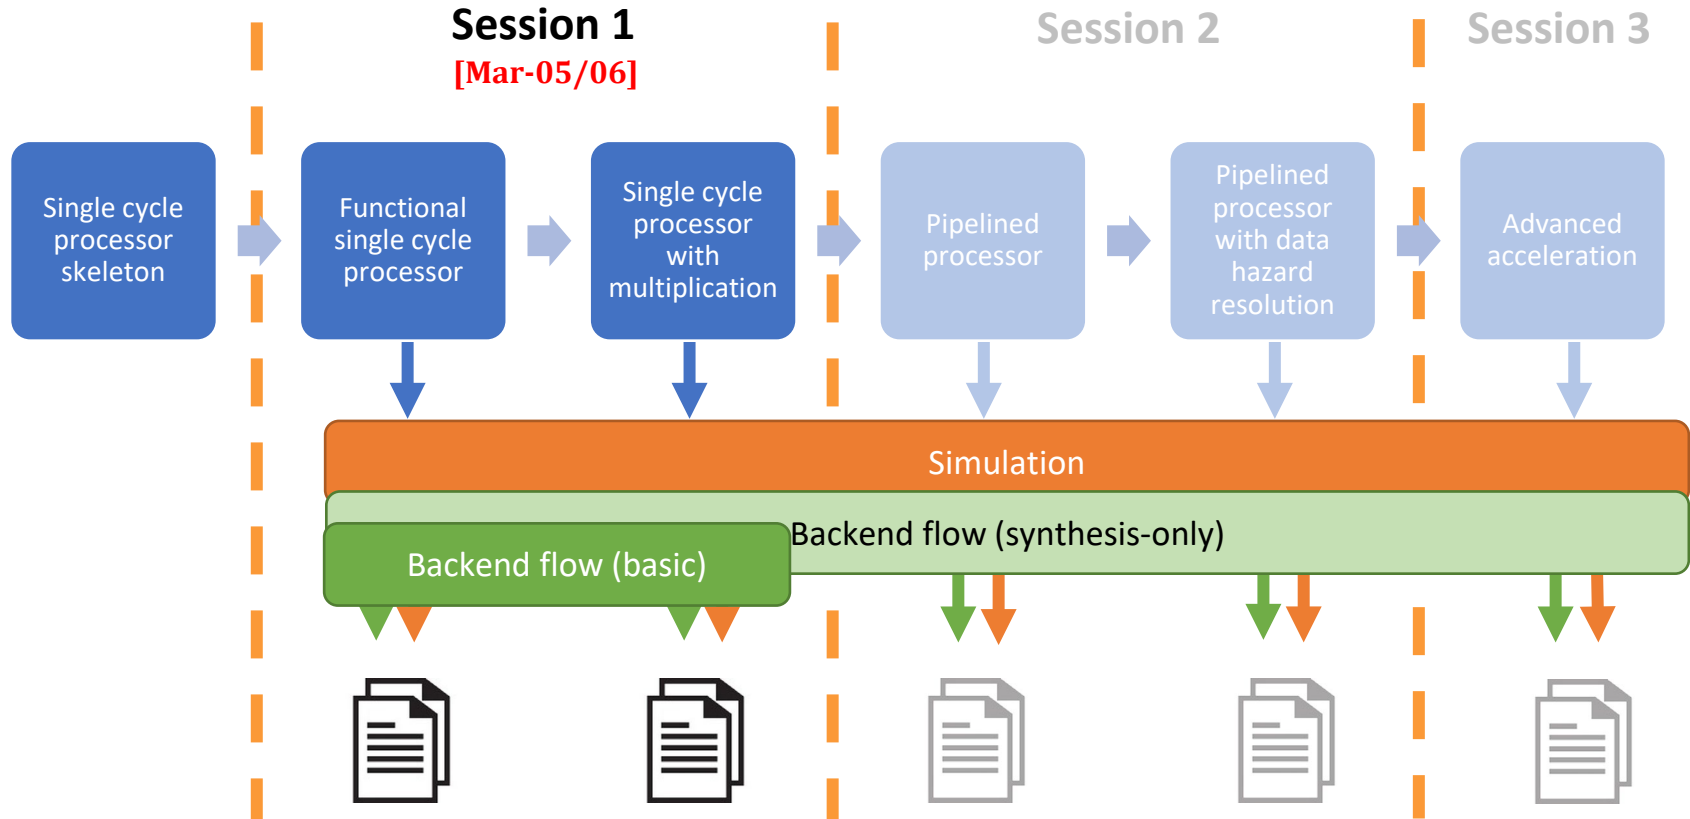 Session 1
[Mar-05/06]
Session 2
Session 3
Single cycle
processor
skeleton
Functional
single cycle
processor
Single cycle
processor
with
multiplication
Pipelined
processor
Pipelined
processor
with data
hazard
resolution
Advanced
acceleration
Simulation
Backend flow (synthesis-only)
Backend flow (basic)